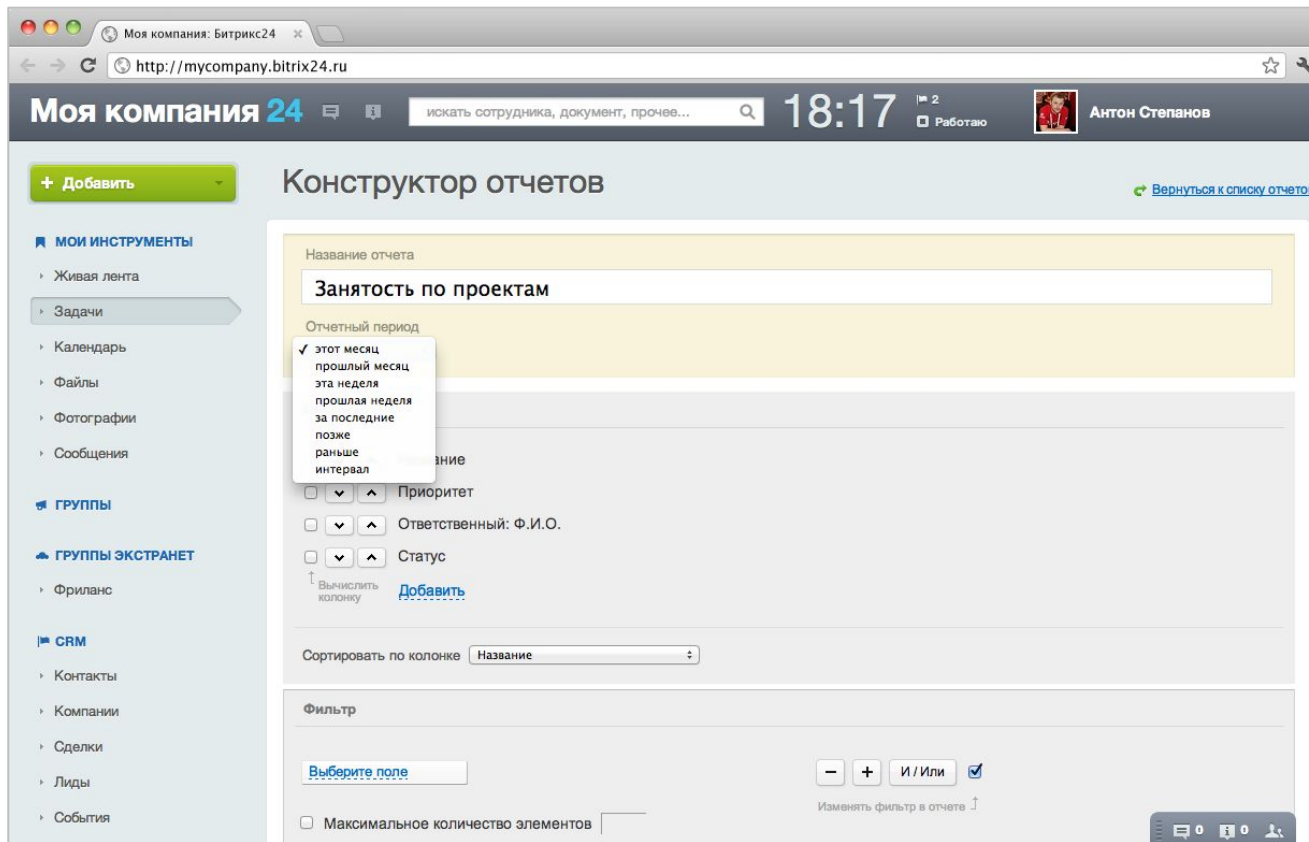 Моя компания: Битрикс24
http://mycompany.bitrix24.ru
Моя компания 24
искать сотрудника, документ, прочее...
18:17
2
Работаю
Антон Степанов
+ Добавить
Конструктор отчетов
Вернуться к списку отчето
МОИ ИНСТРУМЕНТЫ
Живая лента
Задачи
Календарь
Файлы
Фотографии
Сообщения
ГРУППЫ
ГРУППЫ ЭКСТРАНЕТ
Фриланс
CRM
Контакты
Компании
Сделки
Лиды
События
Название отчета
Занятость по проектам
Отчетный период
✓ этот месяц
прошлый месяц
эта неделя
прошлая неделя
за последние
позже
раньше
интервал
Приоритет
Ответственный: Ф.И.О.
Статус
Вычислить
колонку
Добавить
Сортировать по колонке Название
Фильтр
Выберите поле
− + И / Или
Изменять фильтр в отчете
Максимальное количество элементов
0 0